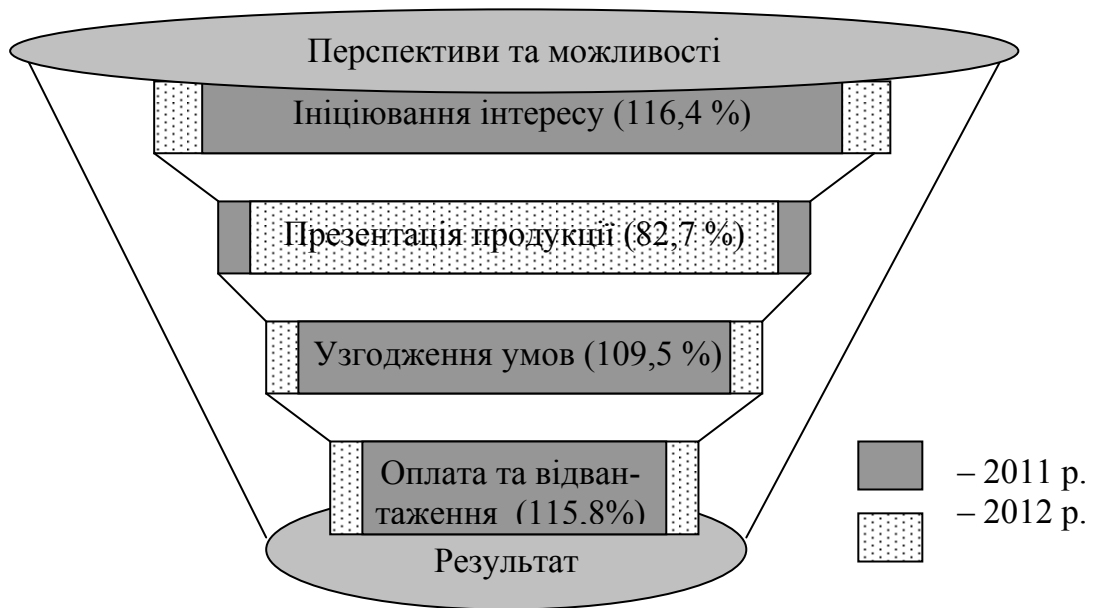 Перспективи та можливості
Ініціювання інтересу (116,4 %)
Презентація продукції (82,7 %)
Узгодження умов (109,5 %)
Оплата та відван-
таження (115,8%)
Результат
– 2011 р.
– 2012 р.